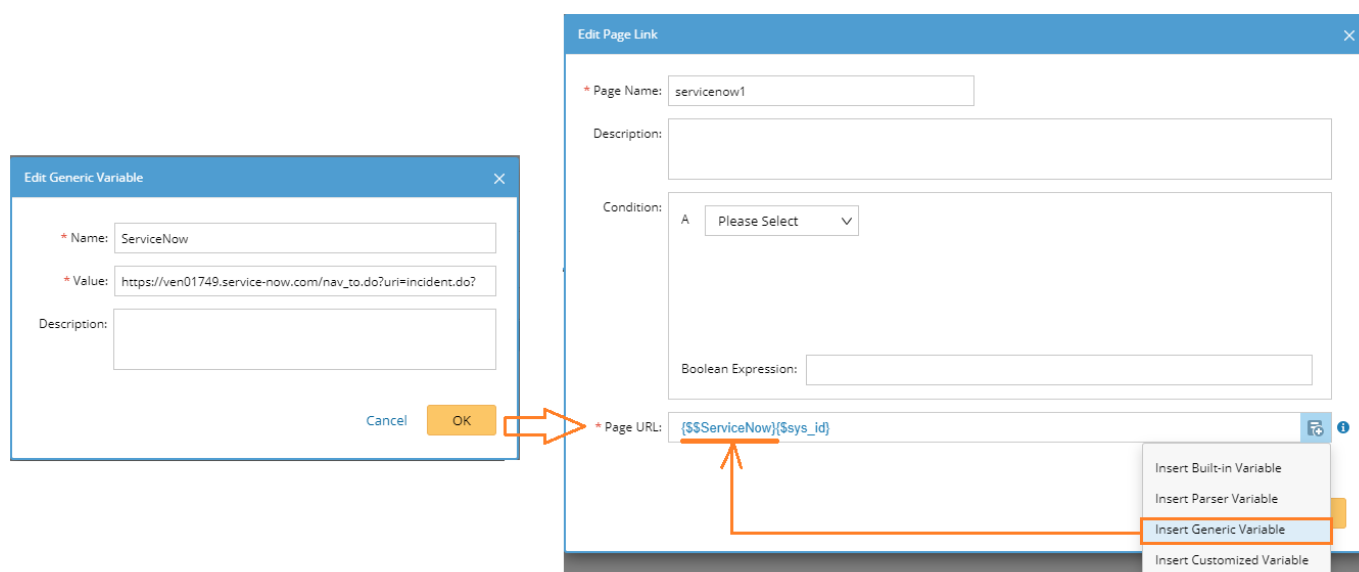 Edit Generic Variable
* Name: ServiceNow
* Value: https://ven01749.service-now.com/nav_to.do?uri=incident.do?
Description:
Cancel
OK
Edit Page Link
* Page Name: servicenow1
Description:
Condition:
A Please Select
Boolean Expression:
* Page URL: {$$ServiceNow}{$sys_id}
Insert Built-in Variable
Insert Parser Variable
Insert Generic Variable
Insert Customized Variable